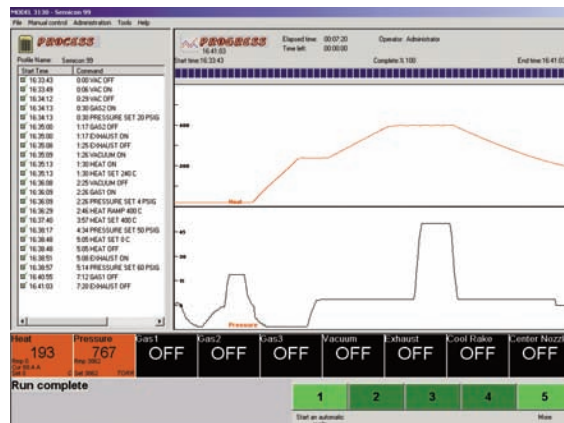 MODEL 3130 - Semicon 99
File Manual control Administration Tools Help
PROCESS
Profile Name: Semicon 99
Start Time Command
16:33:43 0:00 VAC OFF
16:33:49 0:06 VAC ON
16:34:12 0:29 VAC OFF
16:34:13 0:30 GAS2 ON
16:34:13 0:30 PRESSURE SET 20 PSIG
16:35:00 1:17 GAS2 OFF
16:35:00 1:17 EXHAUST ON
16:35:08 1:25 EXHAUST OFF
16:35:09 1:26 VACUUM ON
16:35:13 1:30 HEAT ON
16:35:13 1:30 HEAT SET 240 C
16:36:08 2:25 VACUUM OFF
16:36:09 2:26 GAS1 ON
16:36:09 2:26 PRESSURE SET 4 PSIG
16:36:29 2:46 HEAT RAMP 400 C
16:37:40 3:57 HEAT SET 400 C
16:38:17 4:34 PRESSURE SET 50 PSIG
16:38:48 5:05 HEAT SET 0 C
16:38:48 5:05 HEAT OFF
16:38:51 5:08 EXHAUST ON
16:38:57 5:14 PRESSURE SET 60 PSIG
16:40:55 7:12 GAS1 OFF
16:41:03 7:20 EXHAUST OFF
PROGRESS
16:41:03
Elapsed time: 00:07:20
Time left: 00:00:00
Operator: Administrator
Start time 16:33:43 Complete % 100 End time 16:41:03
400
200
Heat
45
Pressure
Heat 193
Pressure 767
Gas1 OFF
Gas2 OFF
Gas3 OFF
Vacuum OFF
Exhaust OFF
Cool Rake OFF
Center Nozzl OFF
TORR
Run complete
1 2 3 4 5
Start an automatic
More